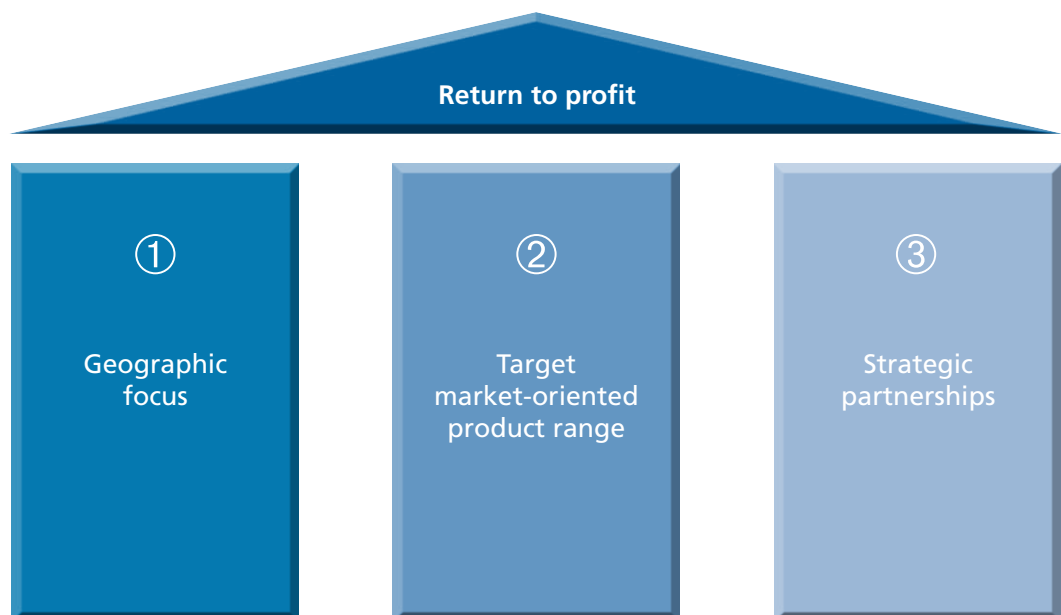 Return to profit
①
Geographic
focus
②
Target
market-oriented
product range
③
Strategic
partnerships